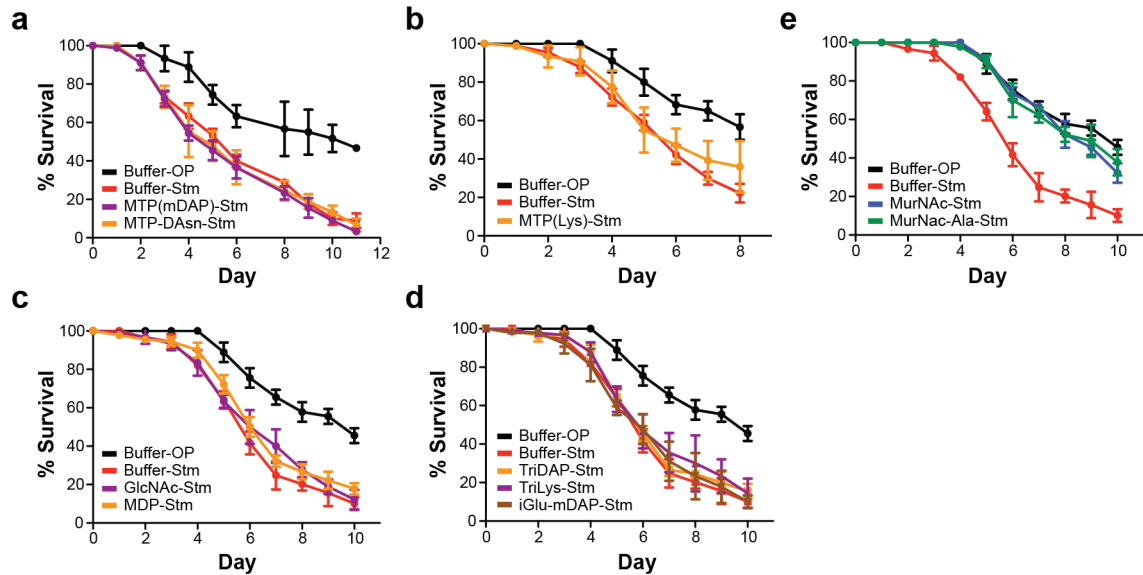 a
% Survival
100
80
60
40
20
0
Buffer-OP
Buffer-Stm
MTP(mDAP)-Stm
MTP-DAsn-Stm
0 2 4 6 8 10 12
Day
b
% Survival
100
80
60
40
20
0
Buffer-OP
Buffer-Stm
MTP(Lys)-Stm
0 1 2 3 4 5 6 7 8
Day
e
% Survival
100
80
60
40
20
0
Buffer-OP
Buffer-Stm
MurNAc-Stm
MurNac-Ala-Stm
0 2 4 6 8 10
Day
c
% Survival
100
80
60
40
20
0
Buffer-OP
Buffer-Stm
GlcNAc-Stm
MDP-Stm
0 2 4 6 8 10
Day
d
% Survival
100
80
60
40
20
0
Buffer-OP
Buffer-Stm
TriDAP-Stm
TriLys-Stm
iGlu-mDAP-Stm
0 2 4 6 8 10
Day